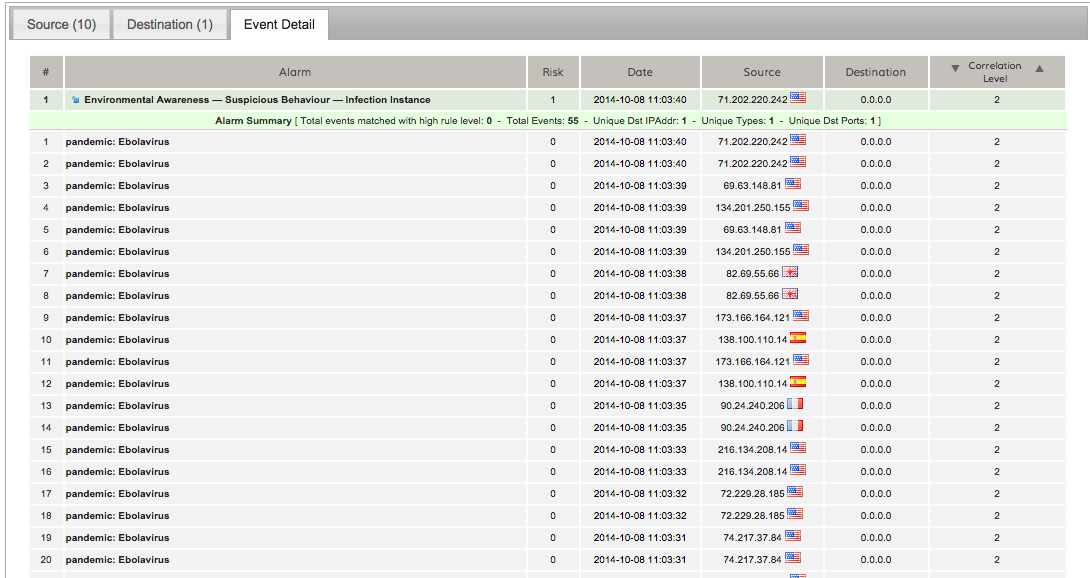 Source (10) Destination (1) Event Detail
# Alarm Risk Date Source Destination ▼ Correlation Level ▲
1 Environmental Awareness — Suspicious Behaviour — Infection Instance 1 2014-10-08 11:03:40 71.202.220.242 0.0.0.0 2
Alarm Summary [ Total events matched with high rule level: 0 - Total Events: 55 - Unique Dst IPAddr: 1 - Unique Types: 1 - Unique Dst Ports: 1 ]
1 pandemic: Ebolavirus 0 2014-10-08 11:03:40 71.202.220.242 0.0.0.0 2
2 pandemic: Ebolavirus 0 2014-10-08 11:03:40 71.202.220.242 0.0.0.0 2
3 pandemic: Ebolavirus 0 2014-10-08 11:03:39 69.63.148.81 0.0.0.0 2
4 pandemic: Ebolavirus 0 2014-10-08 11:03:39 134.201.250.155 0.0.0.0 2
5 pandemic: Ebolavirus 0 2014-10-08 11:03:39 69.63.148.81 0.0.0.0 2
6 pandemic: Ebolavirus 0 2014-10-08 11:03:39 134.201.250.155 0.0.0.0 2
7 pandemic: Ebolavirus 0 2014-10-08 11:03:38 82.69.55.66 0.0.0.0 2
8 pandemic: Ebolavirus 0 2014-10-08 11:03:38 82.69.55.66 0.0.0.0 2
9 pandemic: Ebolavirus 0 2014-10-08 11:03:37 173.166.164.121 0.0.0.0 2
10 pandemic: Ebolavirus 0 2014-10-08 11:03:37 138.100.110.14 0.0.0.0 2
11 pandemic: Ebolavirus 0 2014-10-08 11:03:37 173.166.164.121 0.0.0.0 2
12 pandemic: Ebolavirus 0 2014-10-08 11:03:37 138.100.110.14 0.0.0.0 2
13 pandemic: Ebolavirus 0 2014-10-08 11:03:35 90.24.240.206 0.0.0.0 2
14 pandemic: Ebolavirus 0 2014-10-08 11:03:35 90.24.240.206 0.0.0.0 2
15 pandemic: Ebolavirus 0 2014-10-08 11:03:33 216.134.208.14 0.0.0.0 2
16 pandemic: Ebolavirus 0 2014-10-08 11:03:33 216.134.208.14 0.0.0.0 2
17 pandemic: Ebolavirus 0 2014-10-08 11:03:32 72.229.28.185 0.0.0.0 2
18 pandemic: Ebolavirus 0 2014-10-08 11:03:32 72.229.28.185 0.0.0.0 2
19 pandemic: Ebolavirus 0 2014-10-08 11:03:31 74.217.37.84 0.0.0.0 2
20 pandemic: Ebolavirus 0 2014-10-08 11:03:31 74.217.37.84 0.0.0.0 2